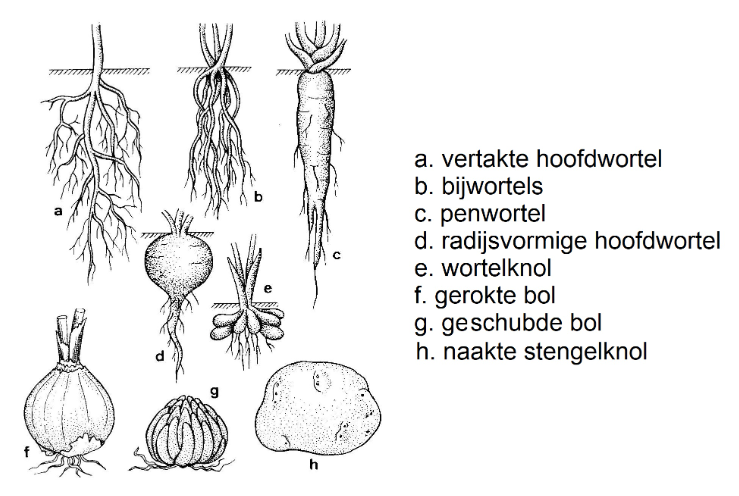 a
b
c
d
e
f
g
h
a. vertakte hoofdwortel
b. bijwortels
c. penwortel
d. radijsvormige hoofdwortel
e. wortelknol
f. gerokte bol
g. geschubde bol
h. naakte stengelknol